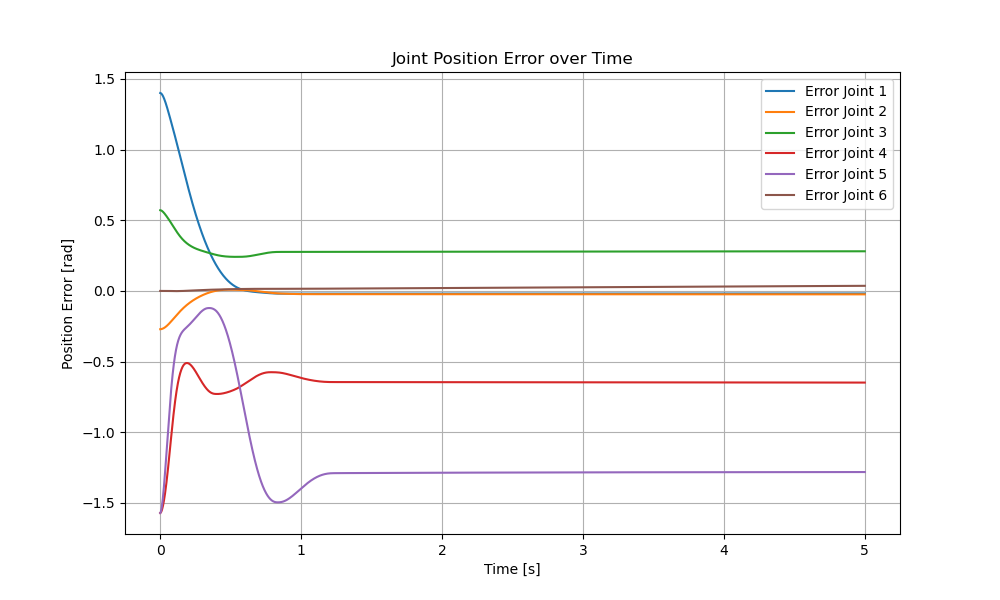 Joint Position Error over Time
Position Error [rad]
1.5
1.0
0.5
0.0
−0.5
−1.0
−1.5
Error Joint 1
Error Joint 2
Error Joint 3
Error Joint 4
Error Joint 5
Error Joint 6
0 1 2 3 4 5
Time [s]